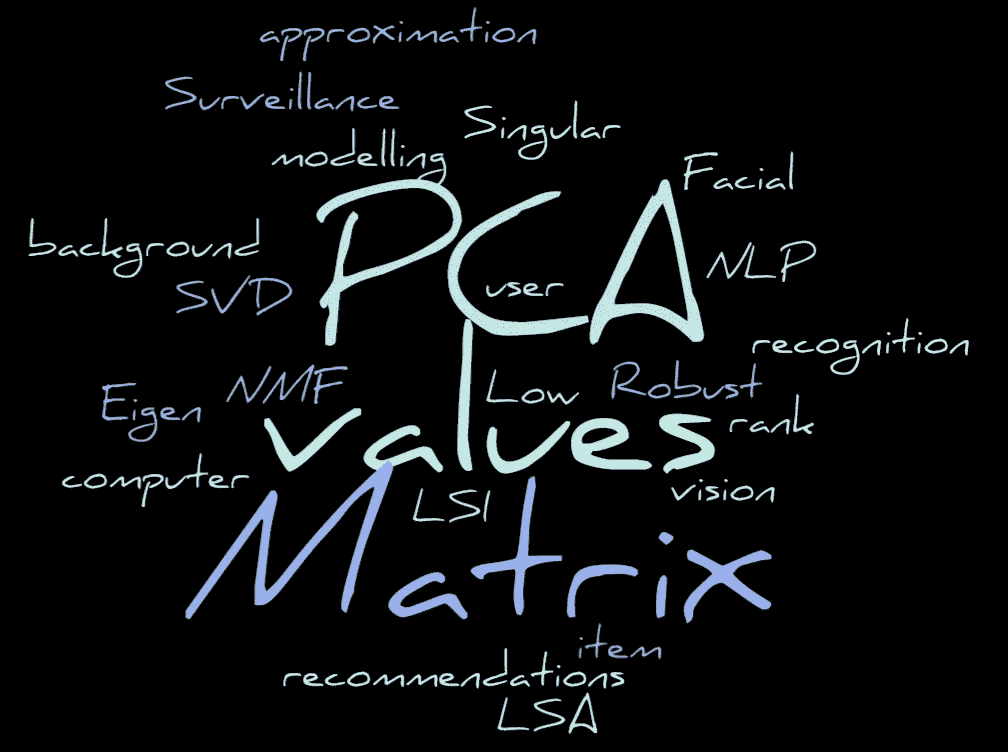 approximation
Surveillance
Singular
modelling
Facial
PCA
background
NLP
SVD
user
recognition
Eigen
NMF
Low
Robust
values
rank
computer
LSI
vision
Matrix
item
recommendations
LSA